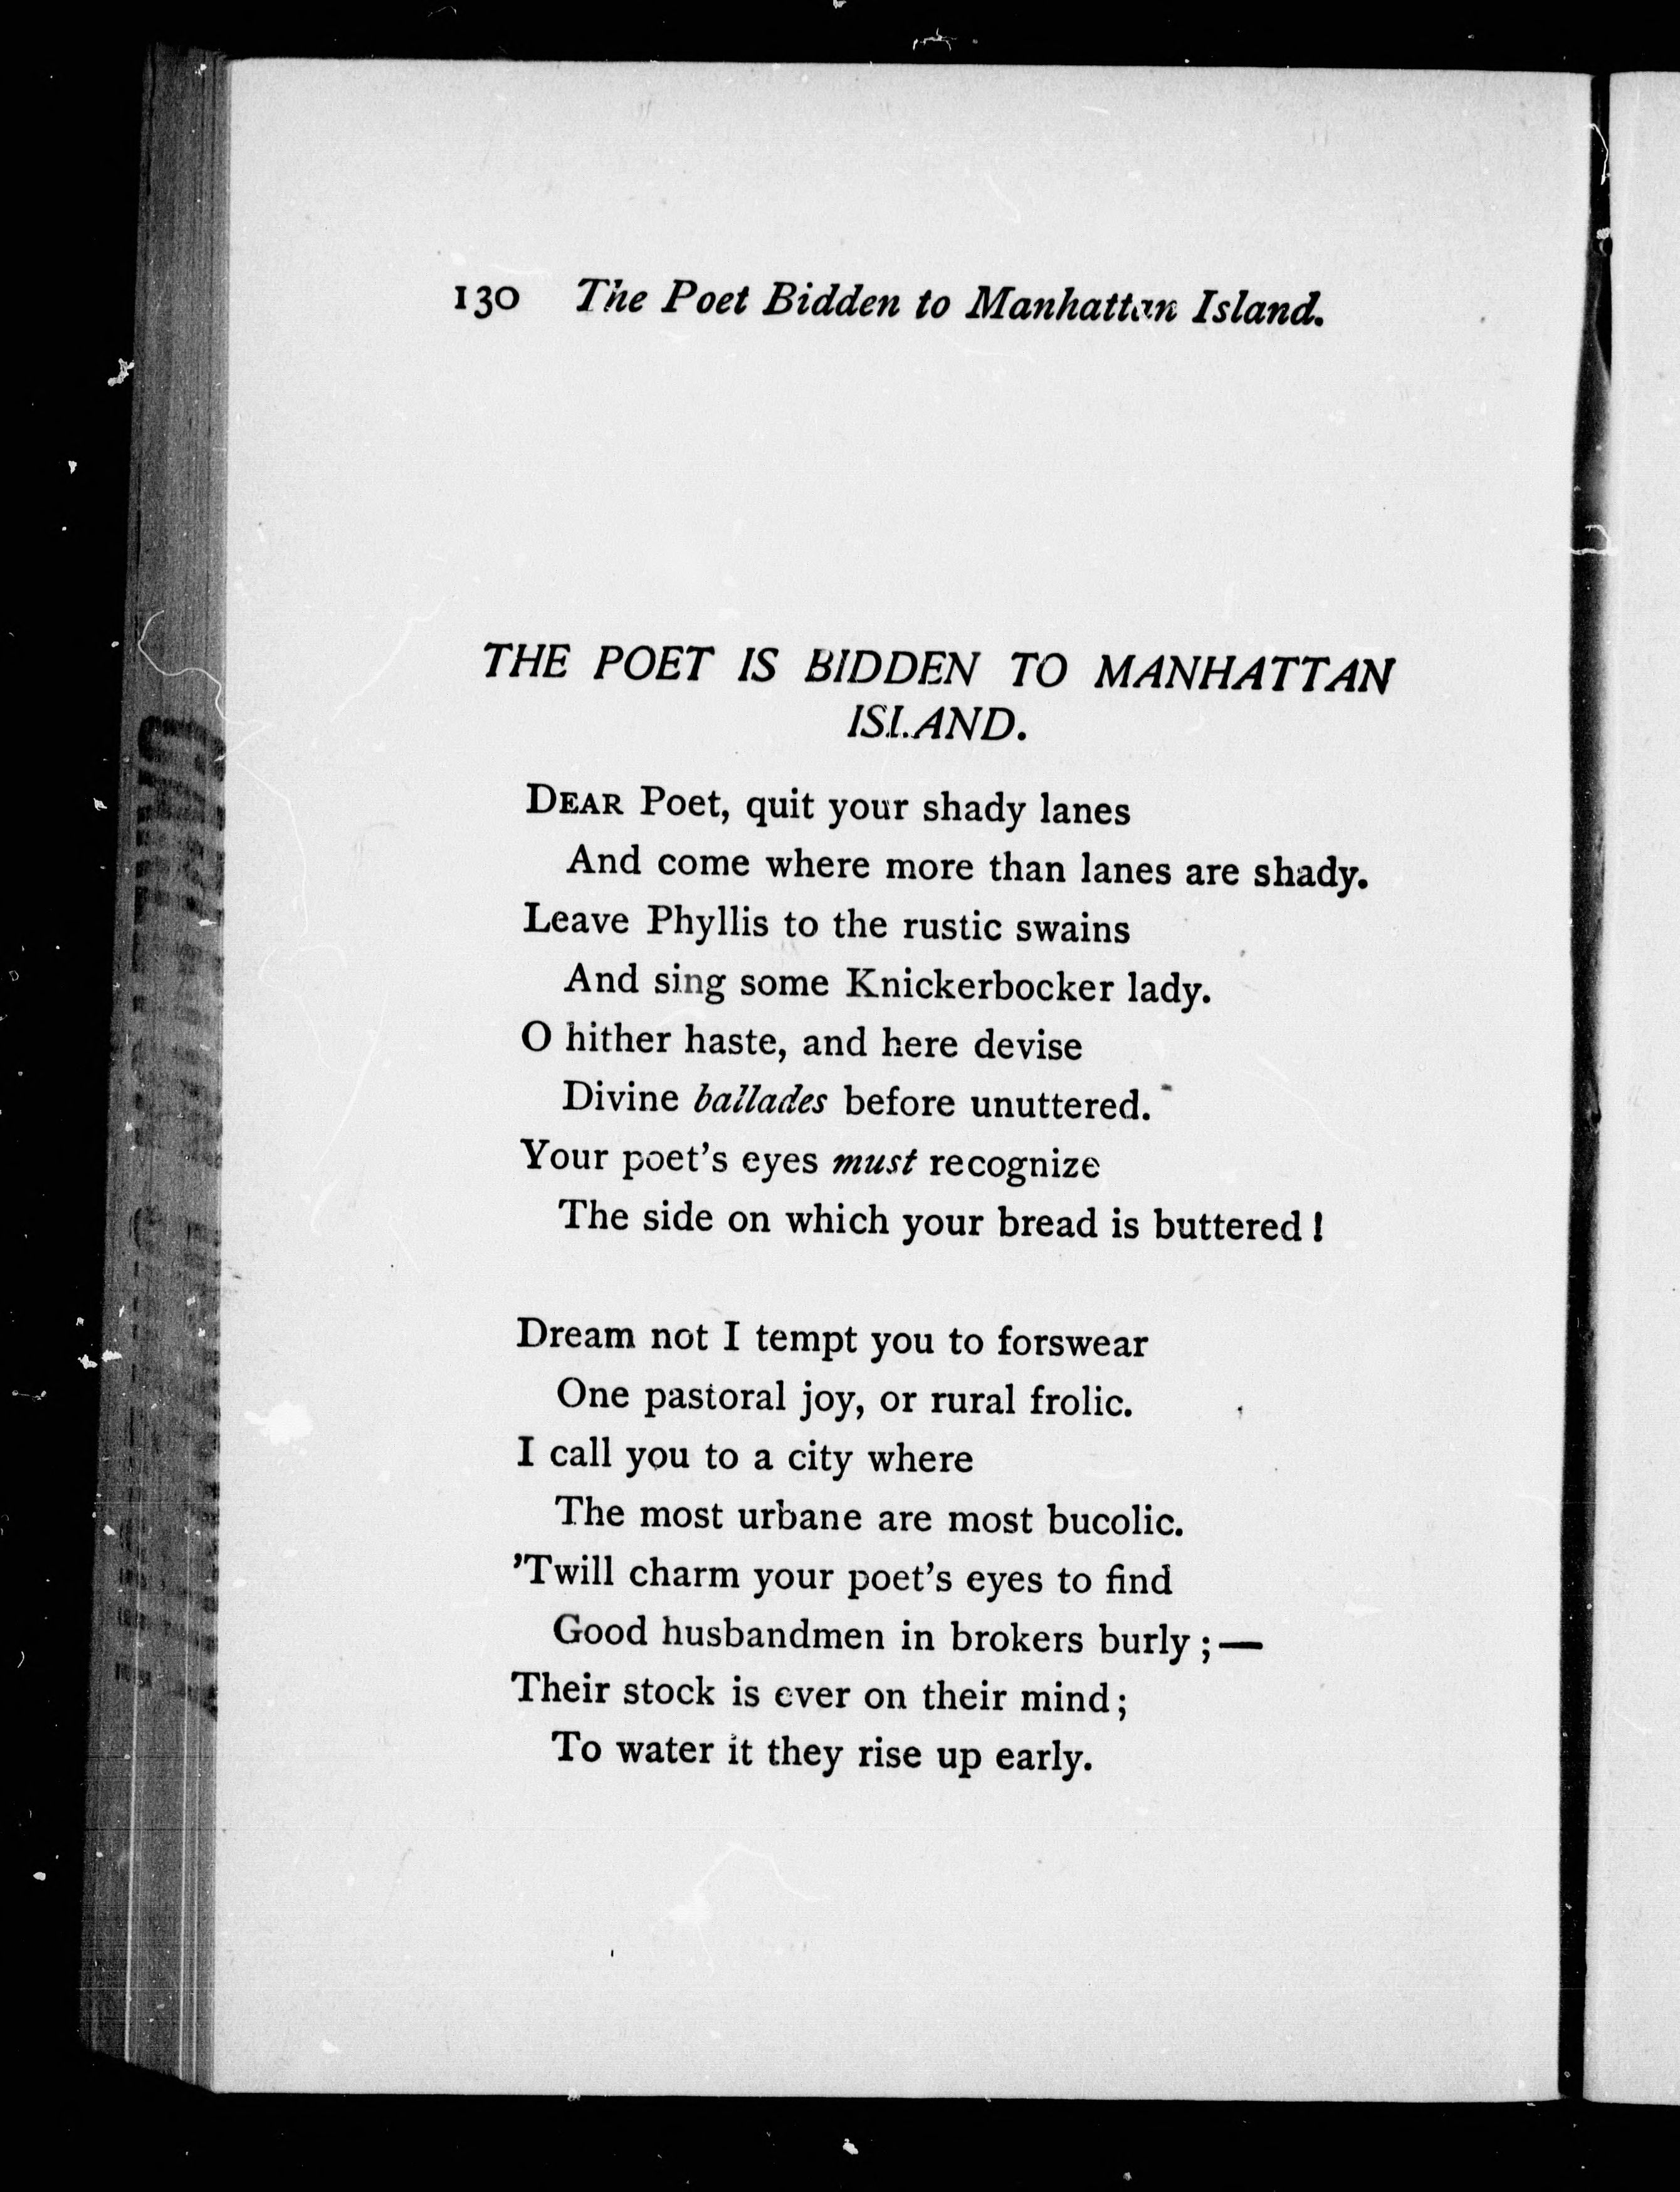 130 The Poet Bidden to Manhattan Island.
THE POET IS BIDDEN TO MANHATTAN
ISLAND.
DEAR Poet, quit your shady lanes
And come where more than lanes are shady.
Leave Phyllis to the rustic swains
And sing some Knickerbocker lady.
O hither haste, and here devise
Divine ballades before unuttered.
Your poet's eyes must recognize
The side on which your bread is buttered!

Dream not I tempt you to forswear
One pastoral joy, or rural frolic.
I call you to a city where
The most urbane are most bucolic.
'Twill charm your poet's eyes to find
Good husbandmen in brokers burly;—
Their stock is ever on their mind;
To water it they rise up early.